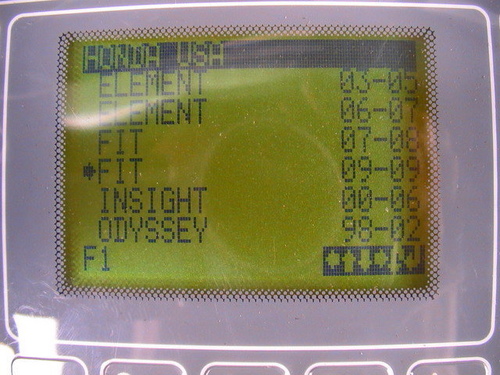 HONDA USA
ELEMENT 03-05
ELEMENT 06-07
FIT 07-08
FIT 09-09
INSIGHT 00-06
ODYSSEY 98-02
F1